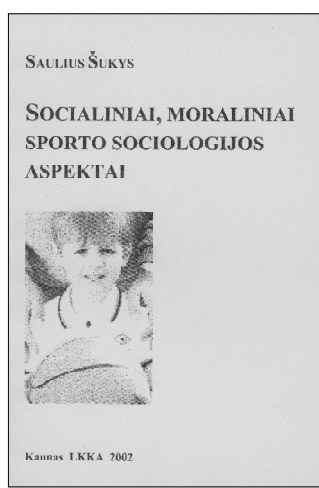 SAULIUS ŠUKYS
SOCIALINIAI, MORALINIAI
SPORTO SOCIOLOGIJOS
ASPEKTAI
Kaunas LKKA 2002